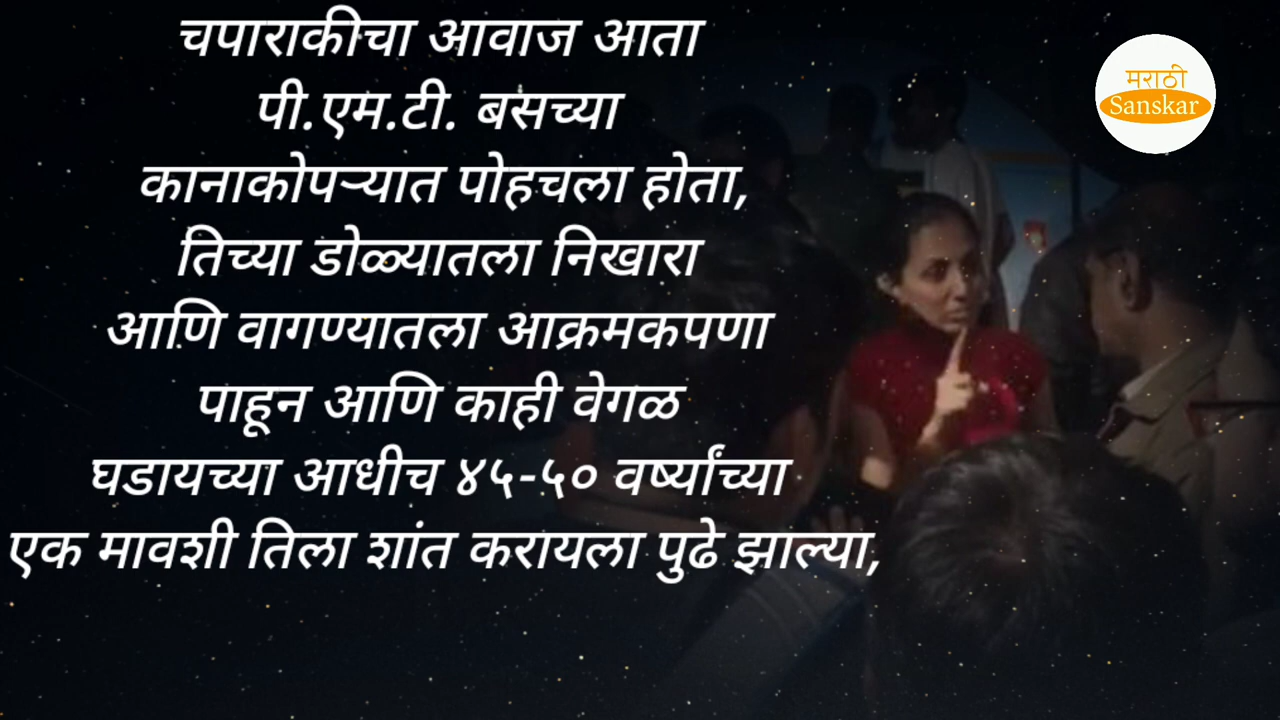 चपाराकीचा आवाज आता
पी.एम.टी. बसच्या
कानाकोपऱ्यात पोहचला होता,
तिच्या डोळ्यातला निखारा
आणि वागण्यातला आक्रमकपणा
पाहून आणि काही वेगळ
घडायच्या आधीच ४५-५० वर्ष्यांच्या
एक मावशी तिला शांत करायला पुढे झाल्या,
मराठी
Sanskar